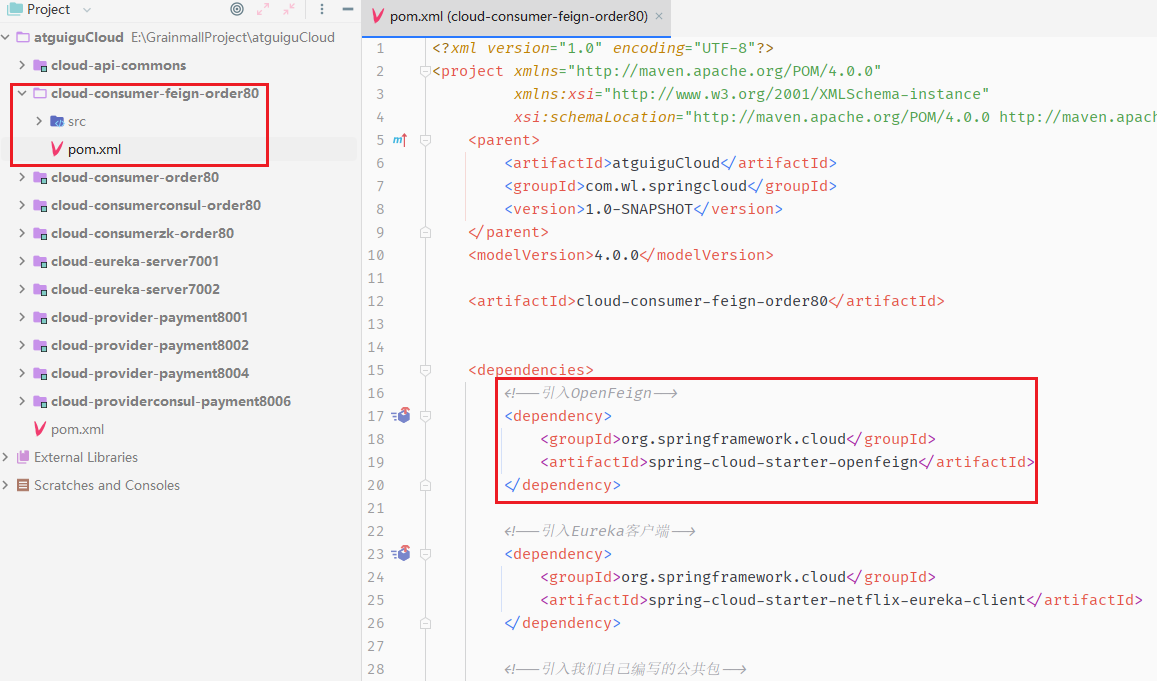 Project
atguiguCloud E:\GrainmallProject\atguiguCloud
cloud-api-commons
cloud-consumer-feign-order80
src
pom.xml
cloud-consumer-order80
cloud-consumerconsul-order80
cloud-consumerzk-order80
cloud-eureka-server7001
cloud-eureka-server7002
cloud-provider-payment8001
cloud-provider-payment8002
cloud-provider-payment8004
cloud-providerconsul-payment8006
pom.xml
External Libraries
Scratches and Consoles
pom.xml (cloud-consumer-feign-order80)
1 <?xml version="1.0" encoding="UTF-8"?>
2 <project xmlns="http://maven.apache.org/POM/4.0.0"
3 xmlns:xsi="http://www.w3.org/2001/XMLSchema-instance"
4 xsi:schemaLocation="http://maven.apache.org/POM/4.0.0 http://maven.apac
5 <parent>
6 <artifactId>atguiguCloud</artifactId>
7 <groupId>com.wl.springcloud</groupId>
8 <version>1.0-SNAPSHOT</version>
9 </parent>
10 <modelVersion>4.0.0</modelVersion>
11
12 <artifactId>cloud-consumer-feign-order80</artifactId>
13
14
15 <dependencies>
16 <!--引入OpenFeign-->
17 <dependency>
18 <groupId>org.springframework.cloud</groupId>
19 <artifactId>spring-cloud-starter-openfeign</artifactId>
20 </dependency>
21
22 <!--引入Eureka客户端-->
23 <dependency>
24 <groupId>org.springframework.cloud</groupId>
25 <artifactId>spring-cloud-starter-netflix-eureka-client</artifactId>
26 </dependency>
27
28 <!--引入我们自己编写的公共包-->